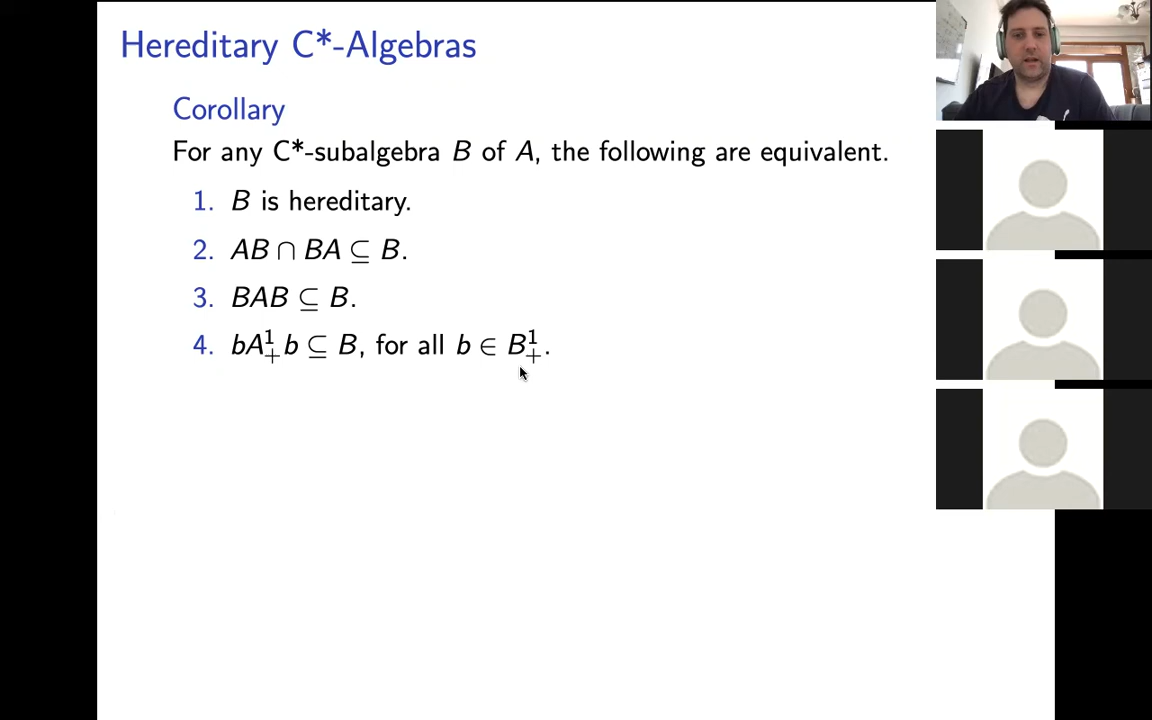 Hereditary C*-Algebras
Corollary
For any C*-subalgebra B of A, the following are equivalent.
1. B is hereditary.
2. AB ∩ BA ⊆ B.
3. BAB ⊆ B.
4. bA¹₊b ⊆ B, for all b ∈ B¹₊.